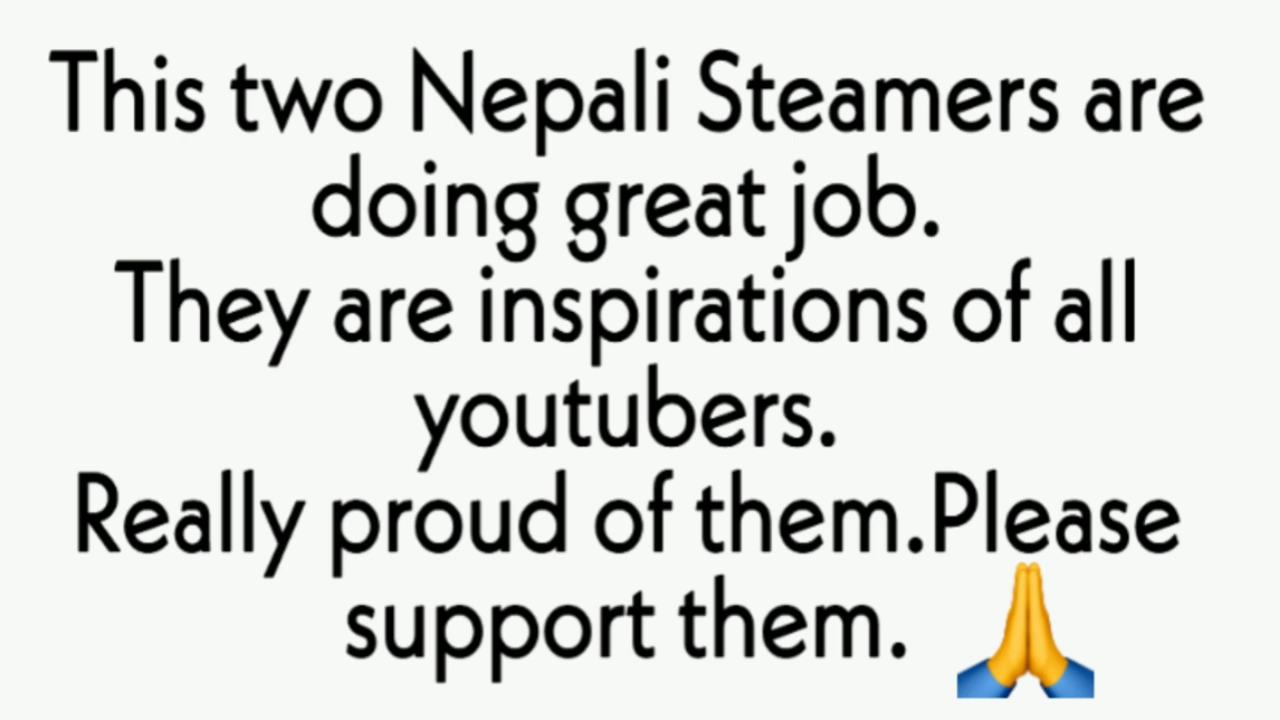 This two Nepali Steamers are
doing great job.
They are inspirations of all
youtubers.
Really proud of them.Please
support them. 🙏